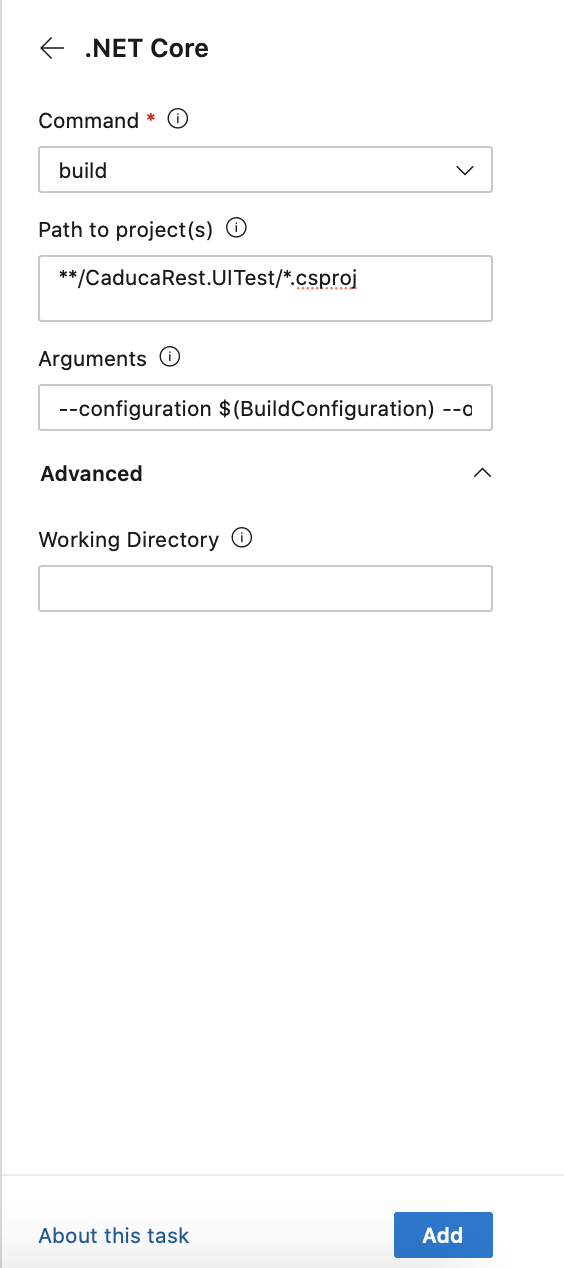 .NET Core
Command *
build
Path to project(s)
**/CaducaRest.UITest/*.csproj
Arguments
--configuration $(BuildConfiguration) --o
Advanced
Working Directory
About this task
Add